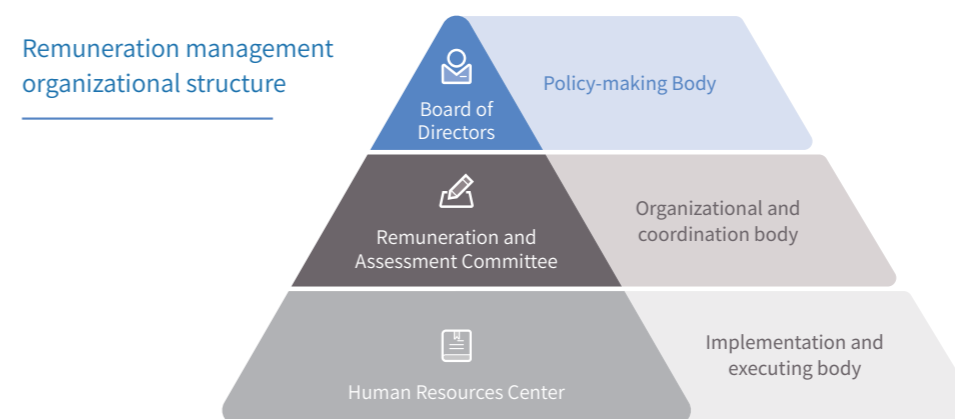 Remuneration management
organizational structure
Board of
Directors
Policy-making Body
Remuneration and
Assessment Committee
Organizational and
coordination body
Human Resources Center
Implementation and
executing body